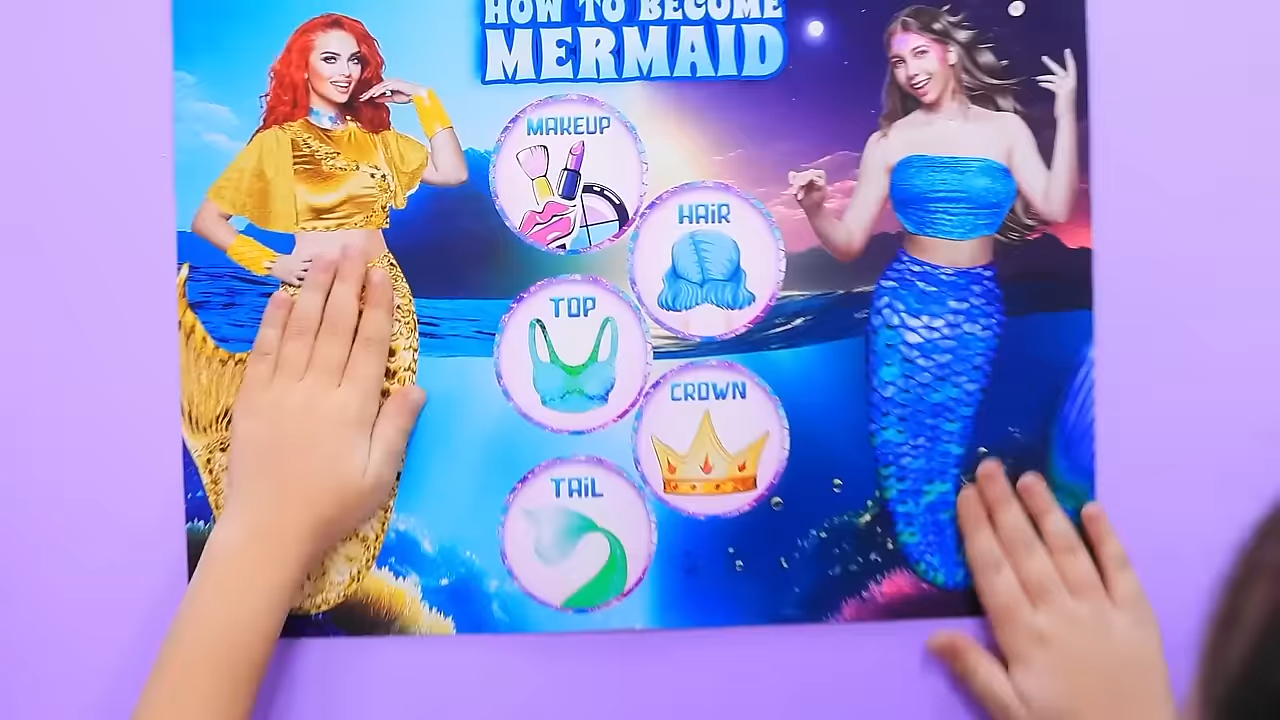 HOW TO BECOME
MERMAID
MAKEUP
HAiR
TOP
CROWN
TAiL